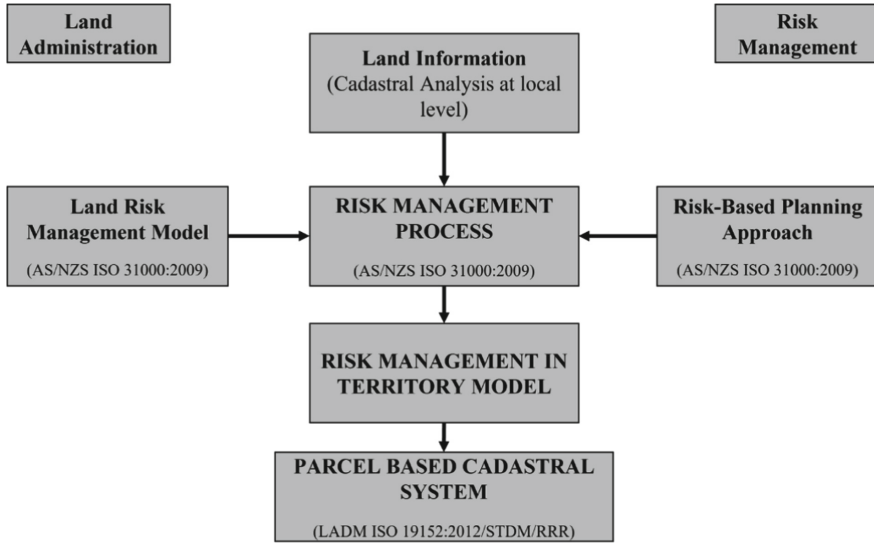 Land
Administration
Risk
Management
Land Information
(Cadastral Analysis at local
level)
Land Risk
Management Model
(AS/NZS ISO 31000:2009)
RISK MANAGEMENT
PROCESS
(AS/NZS ISO 31000:2009)
Risk-Based Planning
Approach
(AS/NZS ISO 31000:2009)
RISK MANAGEMENT IN
TERRITORY MODEL
PARCEL BASED CADASTRAL
SYSTEM
(LADM ISO 19152:2012/STDM/RRR)